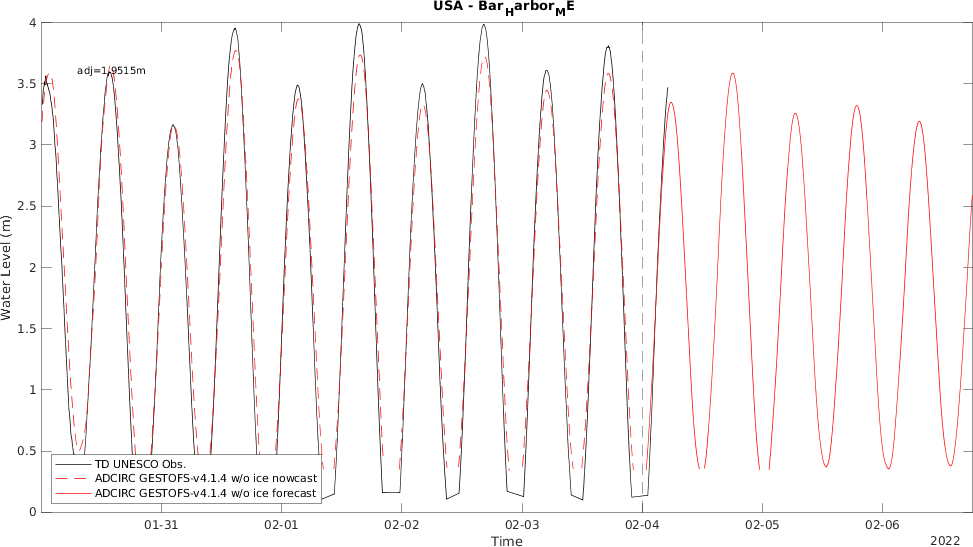 USA - BarHarborME
adj=1.9515m
4
3.5
3
2.5
2
1.5
1
0.5
0
Water Level (m)
TD UNESCO Obs.
ADCIRC GESTOFS-v4.1.4 w/o ice nowcast
ADCIRC GESTOFS-v4.1.4 w/o ice forecast
01-31
02-01
02-02
02-03
02-04
02-05
02-06
Time
2022